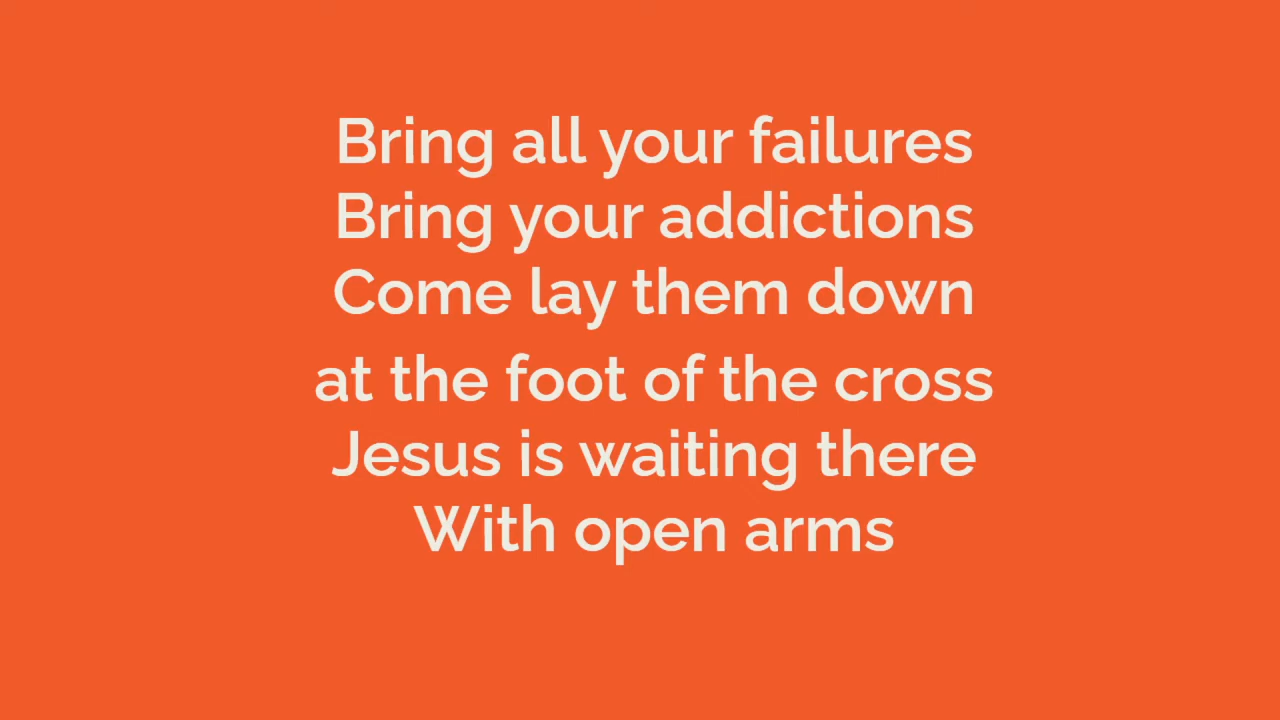 Bring all your failures
Bring your addictions
Come lay them down
at the foot of the cross
Jesus is waiting there
With open arms